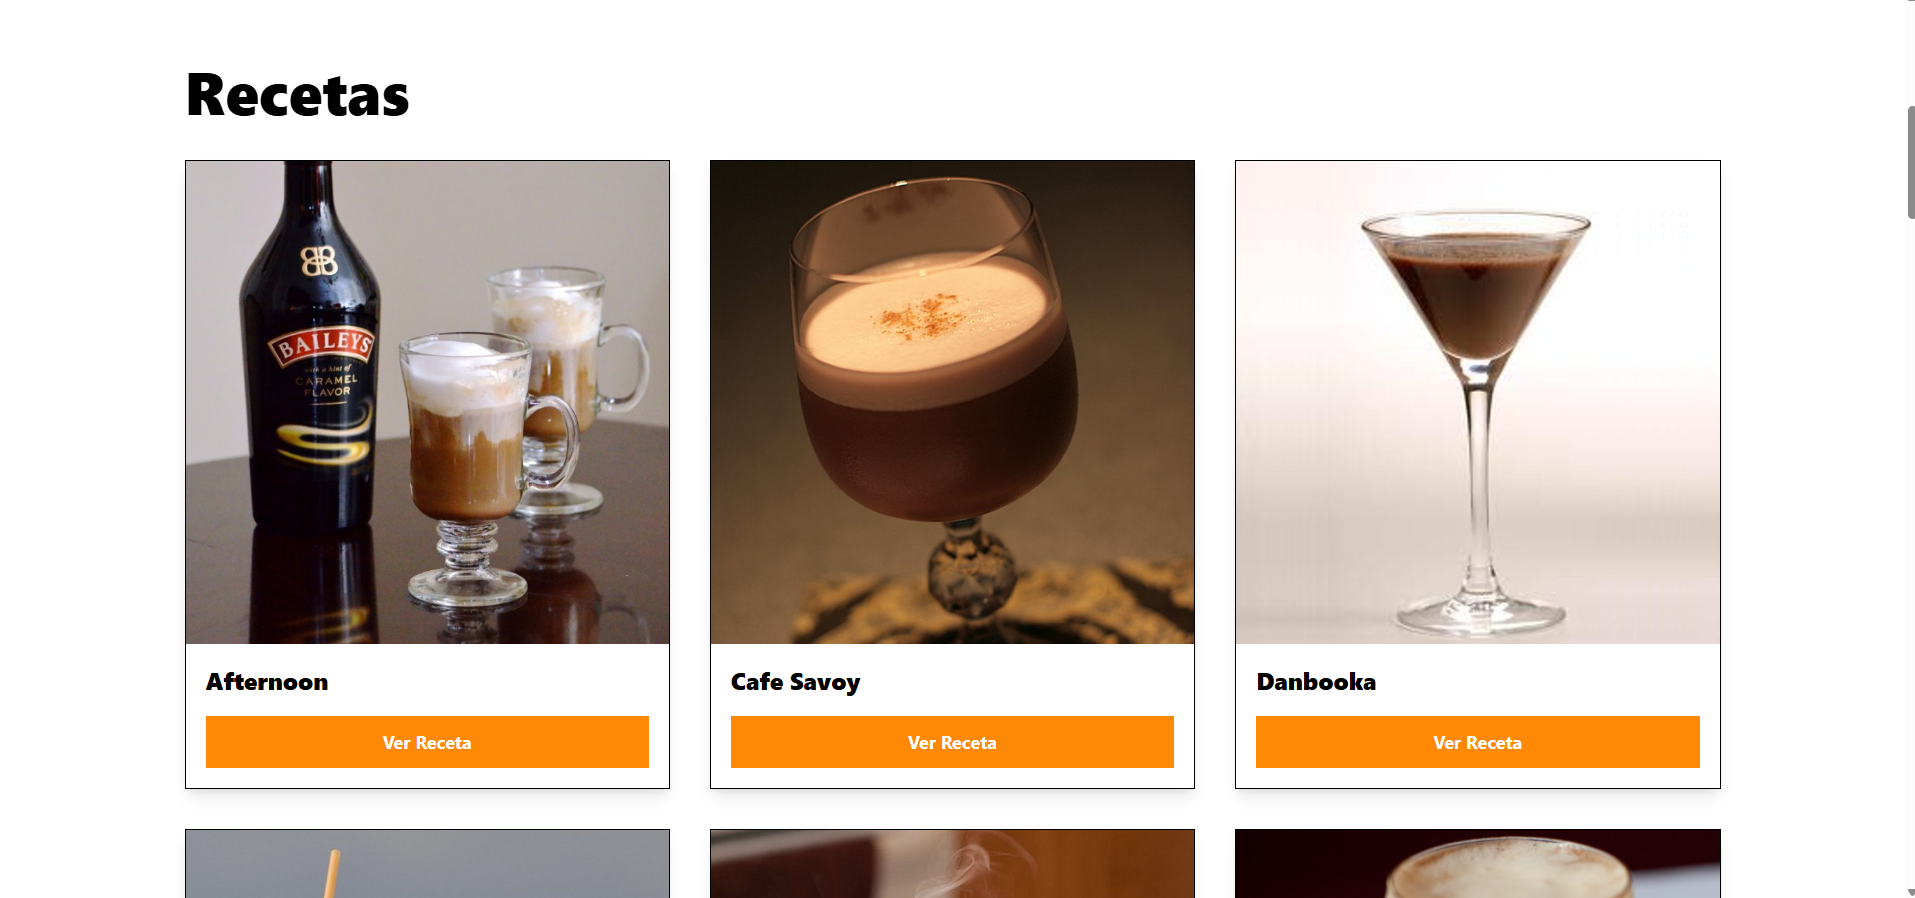 Recetas
BAILEYS
with a hint of
CARAMEL
FLAVOR
Afternoon
Cafe Savoy
Danbooka
Ver Receta
Ver Receta
Ver Receta